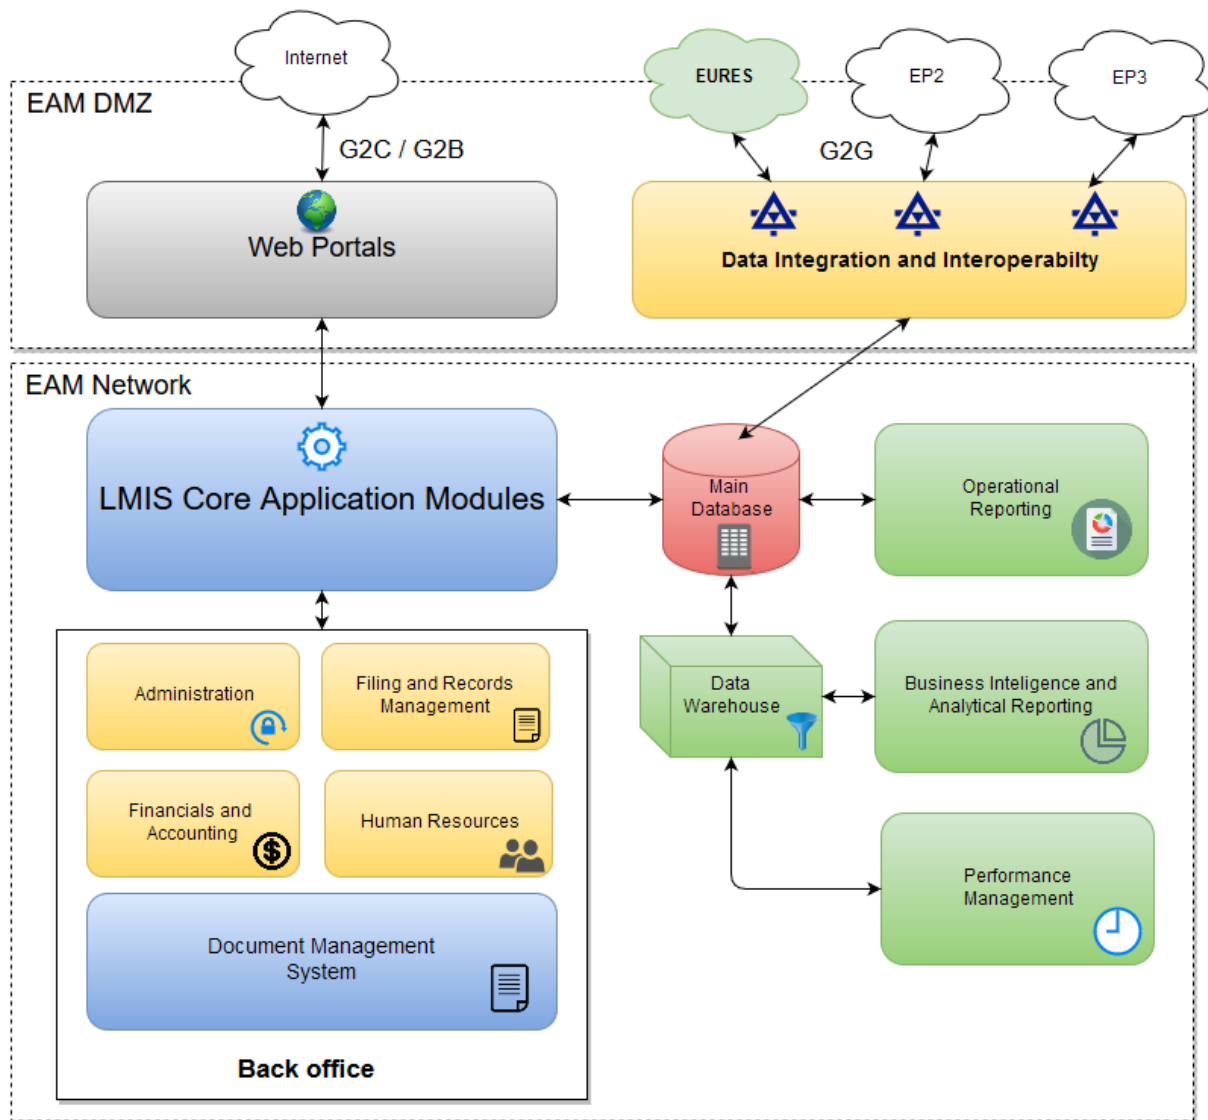 Internet
EURES
EP2
EP3
EAM DMZ
G2C / G2B
G2G
Web Portals
Data Integration and Interoperabilty
EAM Network
LMIS Core Application Modules
Main
Database
Operational
Reporting
Administration
Filing and Records
Management
Data
Warehouse
Business Inteligence and
Analytical Reporting
Financials and
Accounting
$
Human Resources
Performance
Management
Document Management
System
Back office